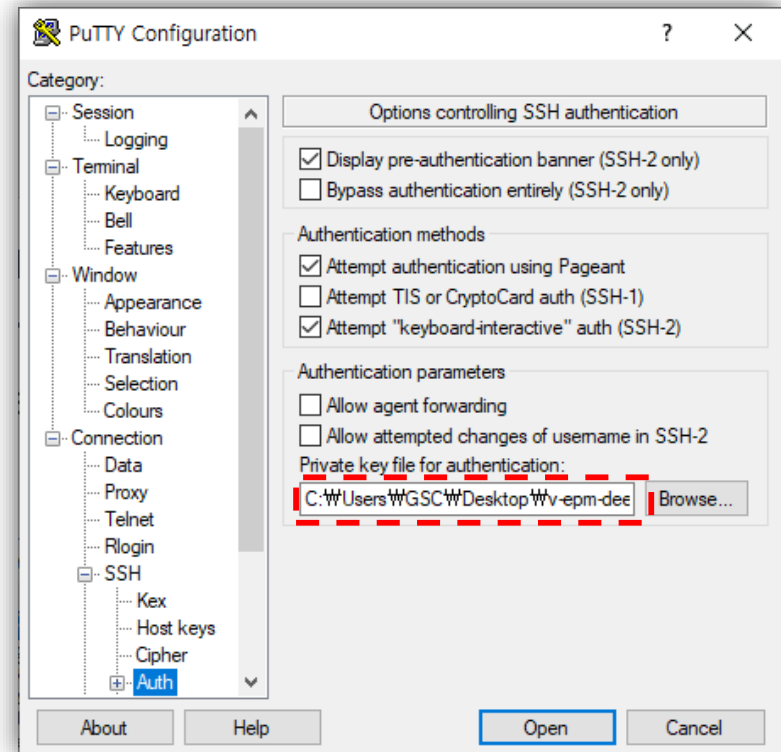 PuTTY Configuration
?
Category:
Session
Logging
Terminal
Keyboard
Bell
Features
Window
Appearance
Behaviour
Translation
Selection
Colours
Connection
Data
Proxy
Telnet
Rlogin
SSH
Kex
Host keys
Cipher
Auth
Options controlling SSH authentication
Display pre-authentication banner (SSH-2 only)
Bypass authentication entirely (SSH-2 only)
Authentication methods
Attempt authentication using Pageant
Attempt TIS or CryptoCard auth (SSH-1)
Attempt "keyboard-interactive" auth (SSH-2)
Authentication parameters
Allow agent forwarding
Allow attempted changes of username in SSH-2
Private key file for authentication:
C:₩Users₩GSC₩Desktop₩v-epm-dee
Browse...
About
Help
Open
Cancel